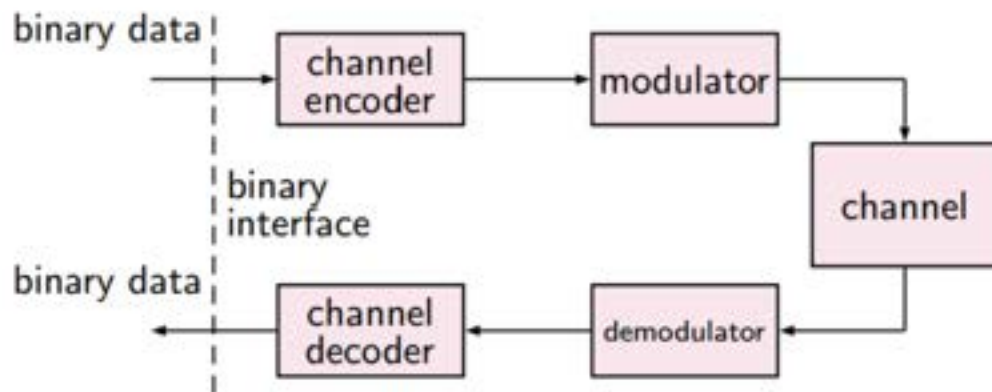 binary data
channel
encoder
modulator
channel
binary
interface
binary data
channel
decoder
demodulator